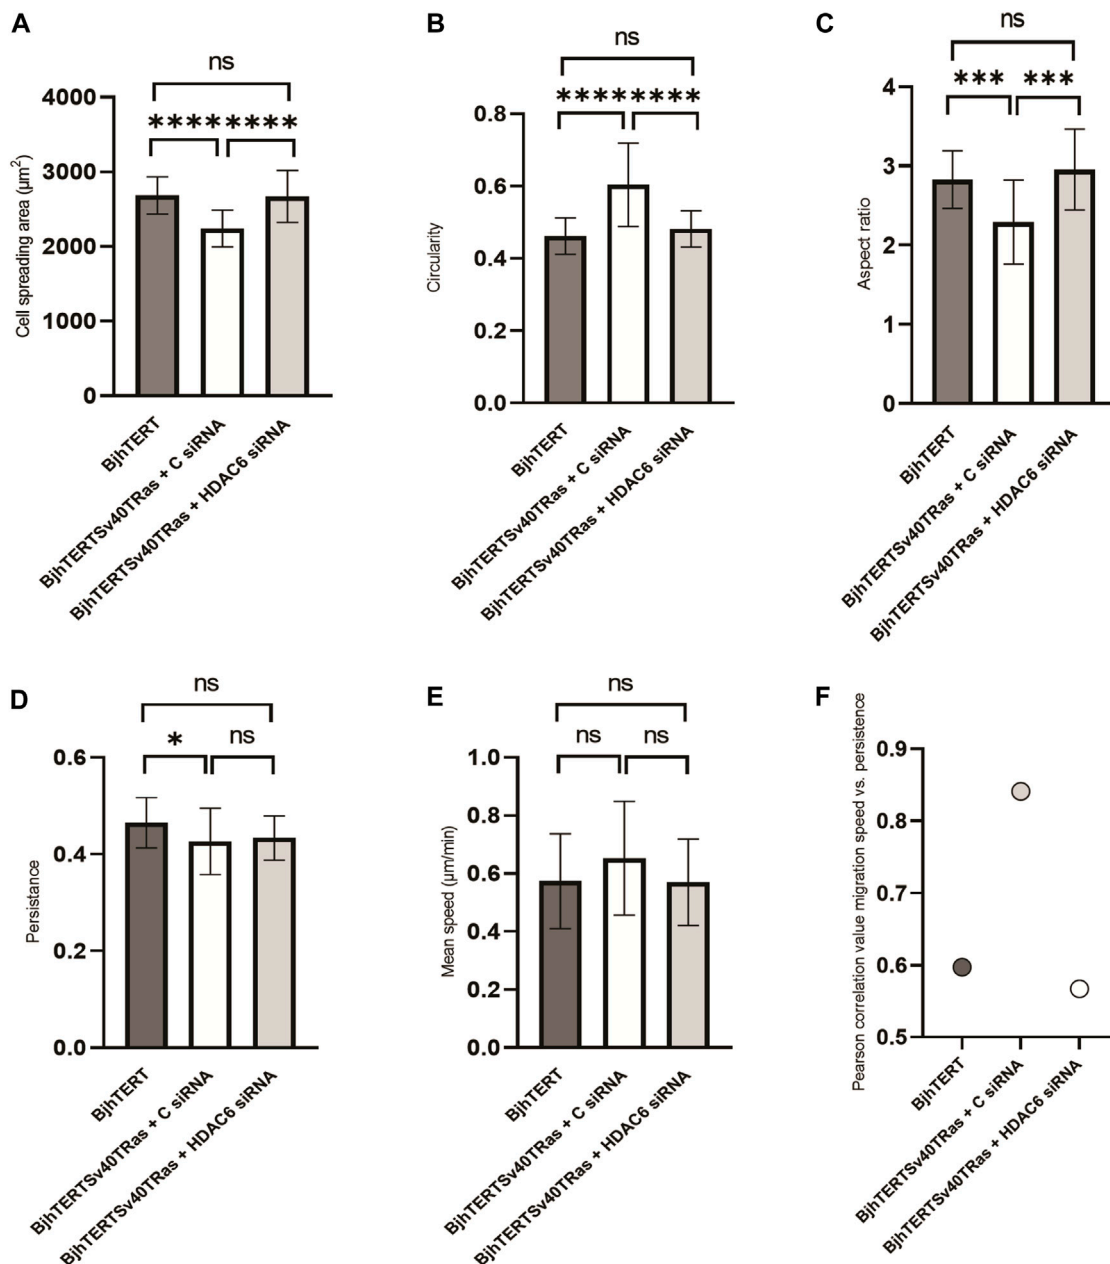 A
ns
********
Cell spreading area (µm²)
4000
3000
2000
1000
0
BjhTERT
BjhTERTSv40TRas + C siRNA
BjhTERTSv40TRas + HDAC6 siRNA
B
ns
********
Circularity
0.8
0.6
0.4
0.2
0.0
BjhTERT
BjhTERTSv40TRas + C siRNA
BjhTERTSv40TRas + HDAC6 siRNA
C
ns
*** ***
Aspect ratio
4
3
2
1
0
BjhTERT
BjhTERTSv40TRas + C siRNA
BjhTERTSv40TRas + HDAC6 siRNA
D
ns
* ns
Persistance
0.6
0.4
0.2
0.0
BjhTERT
BjhTERTSv40TRas + C siRNA
BjhTERTSv40TRas + HDAC6 siRNA
E
ns
ns ns
Mean speed (µm/min)
1.0
0.8
0.6
0.4
0.2
0.0
BjhTERT
BjhTERTSv40TRas + C siRNA
BjhTERTSv40TRas + HDAC6 siRNA
F
Pearson correlation value migration speed vs. persistence
0.9
0.8
0.7
0.6
0.5
BjhTERT
BjhTERTSv40TRas + C siRNA
BjhTERTSv40TRas + HDAC6 siRNA